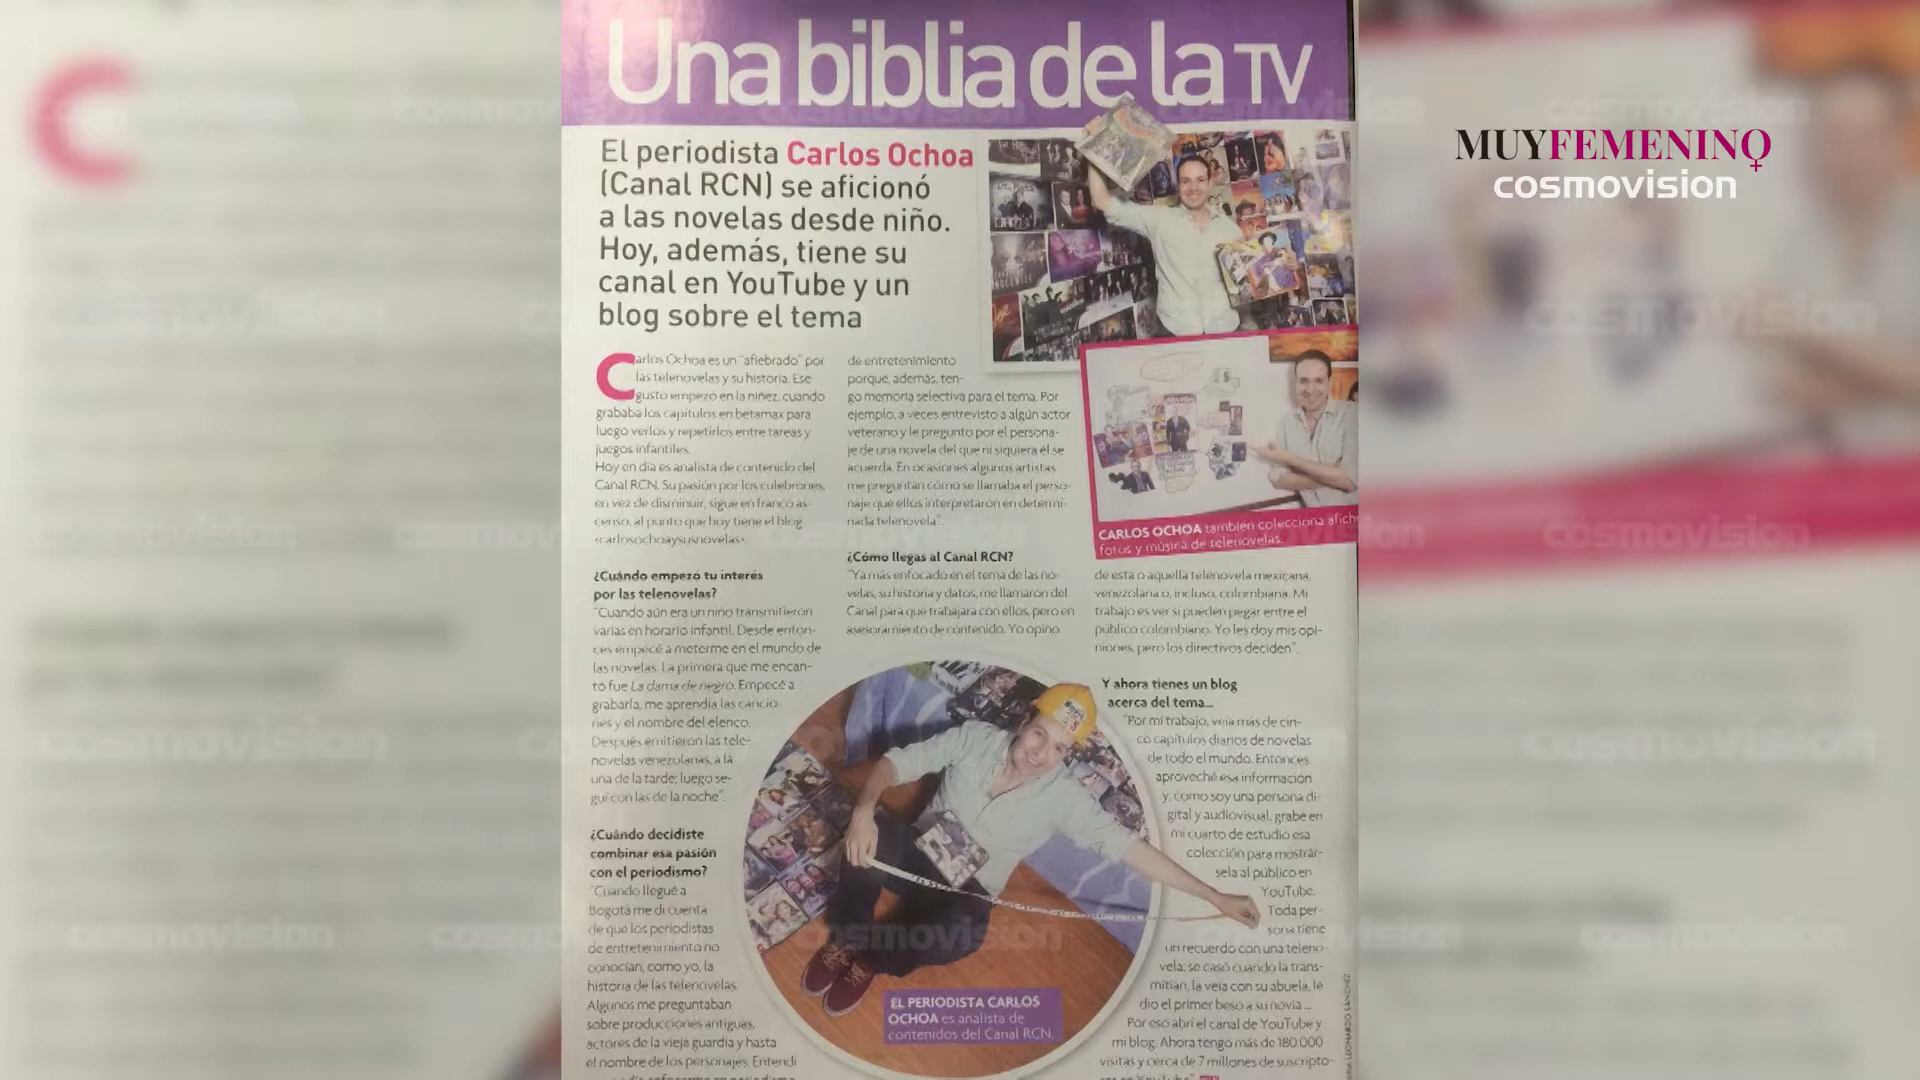 Una biblia de la TV
El periodista Carlos Ochoa
(Canal RCN) se aficionó
a las novelas desde niño.
Hoy, además, tiene su
canal en YouTube y un
blog sobre el tema
Carlos Ochoa es un "afiebrado" por
las telenovelas y su historia. Ese
gusto empezó en la niñez, cuando
grababa los capítulos en betamax para
luego verlos y repetirlos entre tareas y
juegos infantiles.
Hoy en día es analista de contenido del
Canal RCN. Su pasión por los culebrones,
en vez de disminuir, sigue en franco as-
censo, al punto que hoy tiene el blog
‹carlosochoaysusnovelas›.
¿Cuándo empezó tu interés
por las telenovelas?
"Cuando aún era un niño transmitieron
varias en horario infantil. Desde enton-
ces empecé a meterme en el mundo de
las novelas. La primera que me encan-
tó fue La dama de negro. Empecé a
grabarla, me aprendía las cancio-
nes y el nombre del elenco.
Después emitieron las tele-
novelas venezolanas, a la
una de la tarde; luego se-
guí con las de la noche".
¿Cuándo decidiste
combinar esa pasión
con el periodismo?
"Cuando llegué a
Bogotá me di cuenta
de que los periodistas
de entretenimiento no
conocían, como yo, la
historia de las telenovelas.
Algunos me preguntaban
sobre producciones antiguas,
actores de la vieja guardia y hasta
el nombre de los personajes. Entendí
de entretenimiento
porque, además, ten-
go memoria selectiva para el tema. Por
ejemplo, a veces entrevisto a algún actor
veterano y le pregunto por el persona-
je de una novela del que ni siquiera él se
acuerda. En ocasiones algunos artistas
me preguntan cómo se llamaba el perso-
naje que ellos interpretaron en determi-
nada telenovela".
¿Cómo llegas al Canal RCN?
"Ya más enfocado en el tema de las no-
velas, su historia y datos, me llamaron del
Canal para que trabajara con ellos, pero en
asesoramiento de contenido. Yo opino
CARLOS OCHOA también colecciona afich
fotos y música de telenovelas.
de esta o aquella telenovela mexicana,
venezolana o, incluso, colombiana. Mi
trabajo es ver si pueden pegar entre el
público colombiano. Yo les doy mis opi-
niones, pero los directivos deciden".
Y ahora tienes un blog
acerca del tema...
"Por mi trabajo, veía más de cin-
co capítulos diarios de novelas
de todo el mundo. Entonces
aproveché esa información
y, como soy una persona di-
gital y audiovisual, grabé en
mi cuarto de estudio esa
colección para mostrár-
sela al público en
YouTube.
Toda per-
sona tiene
un recuerdo con una teleno-
vela: se casó cuando la trans-
mitían, la veía con su abuela, le
dio el primer beso a su novia ...
Por eso abrí el canal de YouTube y
mi blog. Ahora tengo más de 180.000
visitas y cerca de 7 millones de suscripto-
EL PERIODISTA CARLOS
OCHOA es analista de
contenidos del Canal RCN.
LEONARDO SÁNCHEZ
MUYFEMENINO
cosmovision